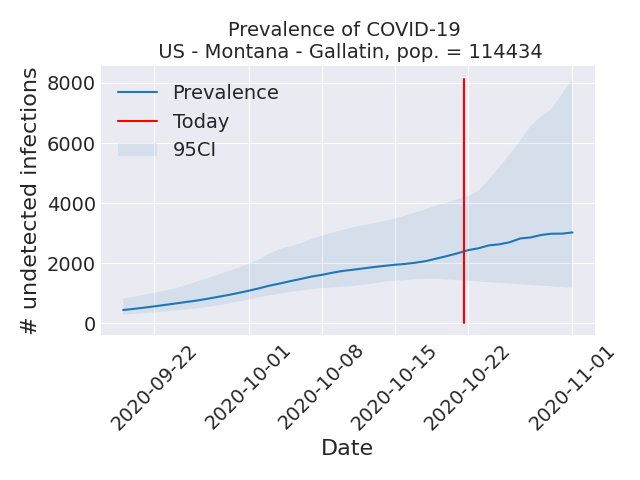 Prevalence of COVID-19
US - Montana - Gallatin, pop. = 114434
# undetected infections
8000
6000
4000
2000
0
Prevalence
Today
95CI
2020-09-22
2020-10-01
2020-10-08
2020-10-15
2020-10-22
2020-11-01
Date